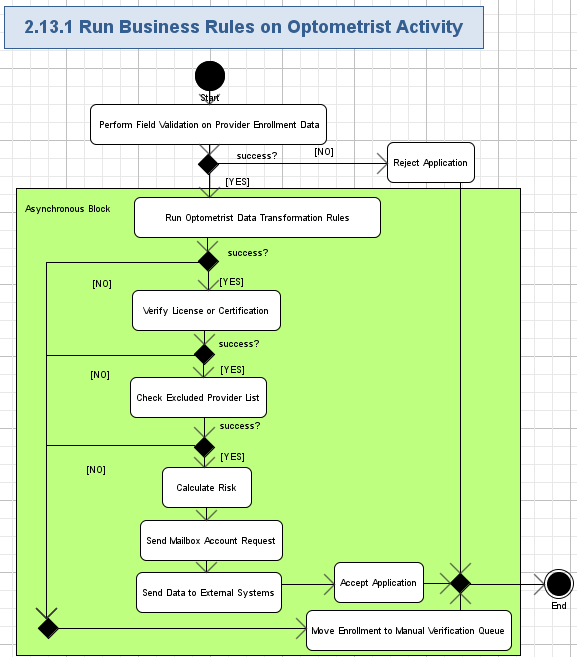 2.13.1 Run Business Rules on Optometrist Activity
Start
Perform Field Validation on Provider Enrollment Data
success?
[NO]
Reject Application
[YES]
Asynchronous Block
Run Optometrist Data Transformation Rules
success?
[NO]
[YES]
Verify License or Certification
success?
[NO]
[YES]
Check Excluded Provider List
success?
[NO]
[YES]
Calculate Risk
Send Mailbox Account Request
Send Data to External Systems
Accept Application
End
Move Enrollment to Manual Verification Queue